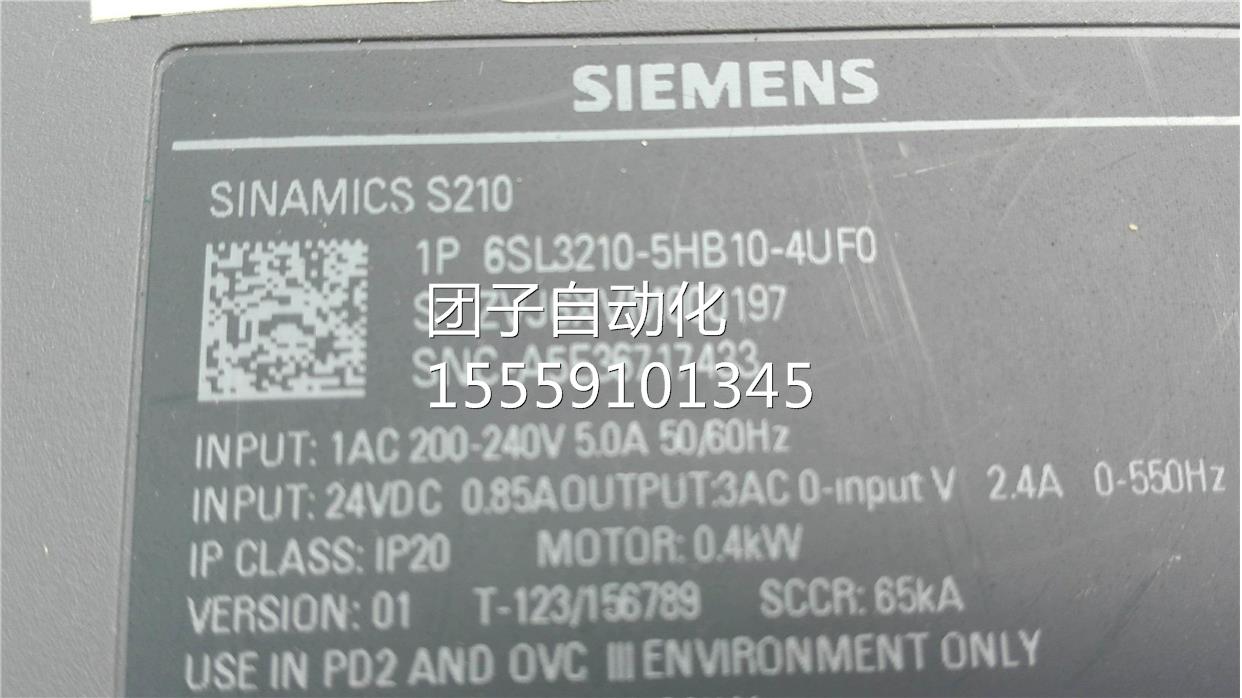 SIEMENS
SINAMICS S210
1P 6SL3210-5HB10-4UF0
团子自动化
SNC-A5E36717433
15559101345
INPUT: 1AC 200-240V 5.0A 50/60Hz
INPUT: 24VDC 0.85A OUTPUT:3AC 0-input V 2.4A 0-550Hz
IP CLASS: IP20 MOTOR: 0.4kW
VERSION: 01 T-123/156789 SCCR: 65kA
USE IN PD2 AND OVC III ENVIRONMENT ONLY